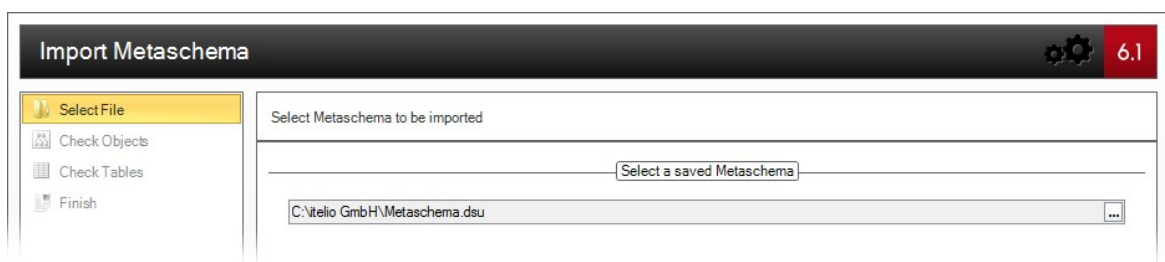 Import Metaschema
6.1
Select File
Check Objects
Check Tables
Finish
Select Metaschema to be imported
Select a saved Metaschema
C:\itelio GmbH\Metaschema.dsu
...